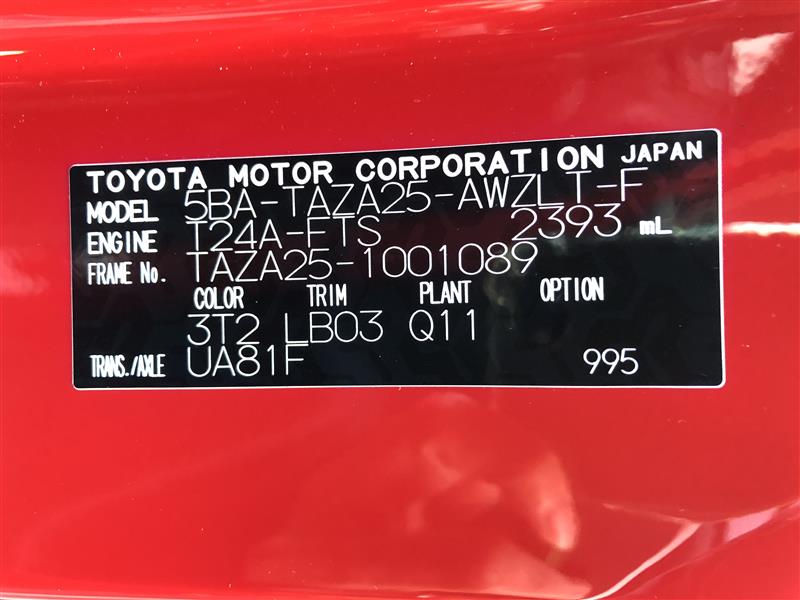 TOYOTA MOTOR CORPORATION JAPAN
MODEL 5BA-TAZA25-AWZLT-F
ENGINE T24A-FTS 2393 mL
FRAME No. TAZA25-1001089
COLOR TRIM PLANT OPTION
3T2 LB03 Q11
TRANS./AXLE UA81F 995